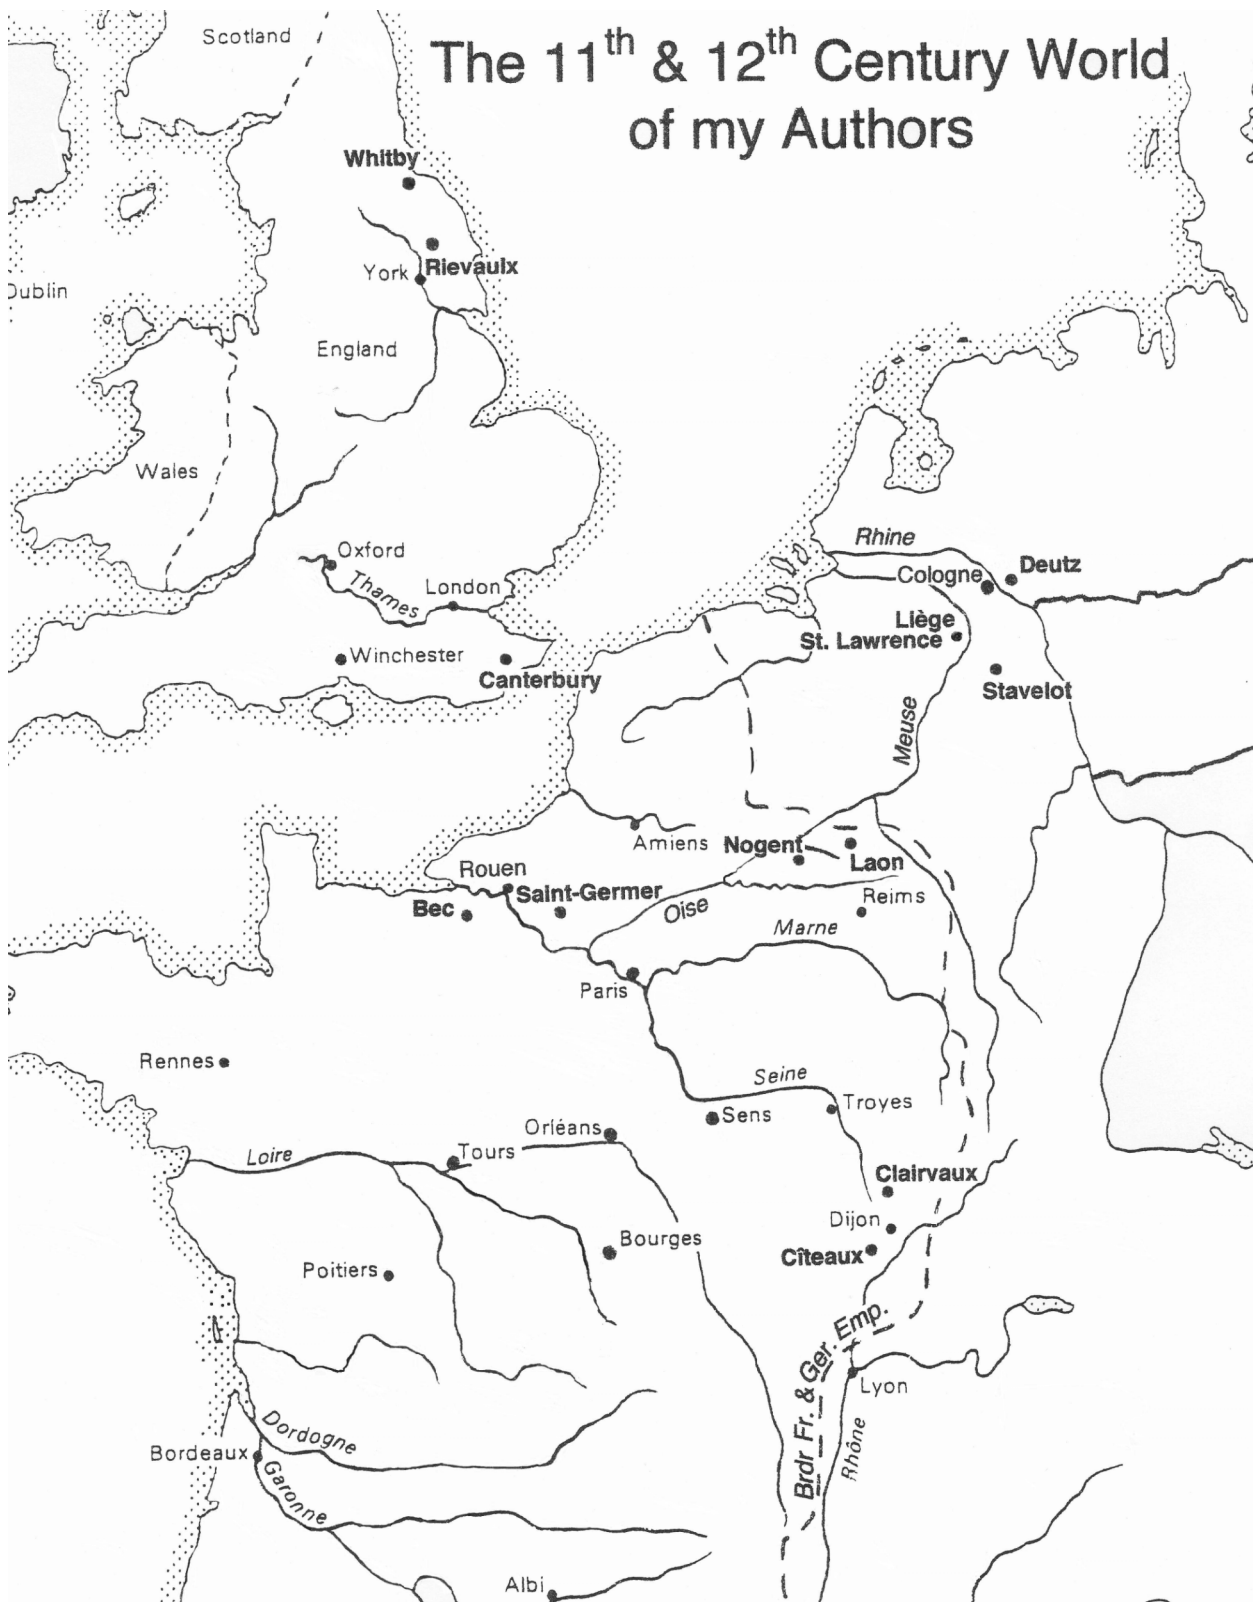 The 11th & 12th Century World
of my Authors
Scotland
Whitby
Rievaulx
York
Dublin
England
Wales
Oxford
Thames
London
Winchester
Canterbury
Rhine
Cologne
Deutz
Liège
St. Lawrence
Stavelot
Meuse
Amiens
Nogent
Laon
Rouen
Saint-Germer
Bec
Oise
Reims
Marne
Paris
Rennes
Seine
Sens
Troyes
Orléans
Loire
Tours
Clairvaux
Dijon
Bourges
Cîteaux
Poitiers
Brdr Fr. & Ger. Emp.
Lyon
Rhône
Dordogne
Bordeaux
Garonne
Albi